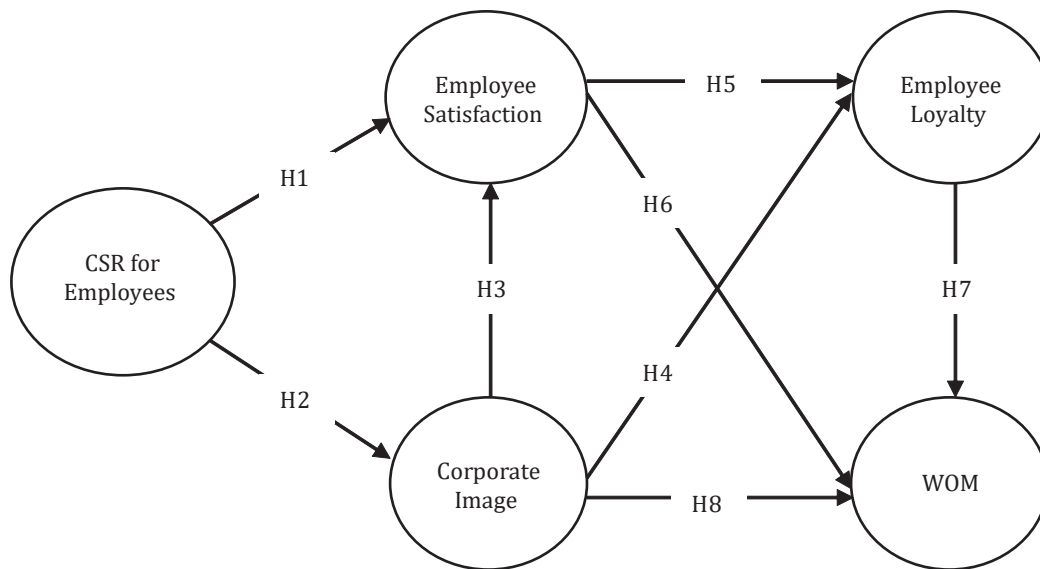 Employee
Satisfaction
H5
Employee
Loyalty
H1
H6
CSR for
Employees
H3
H7
H2
H4
Corporate
Image
H8
WOM